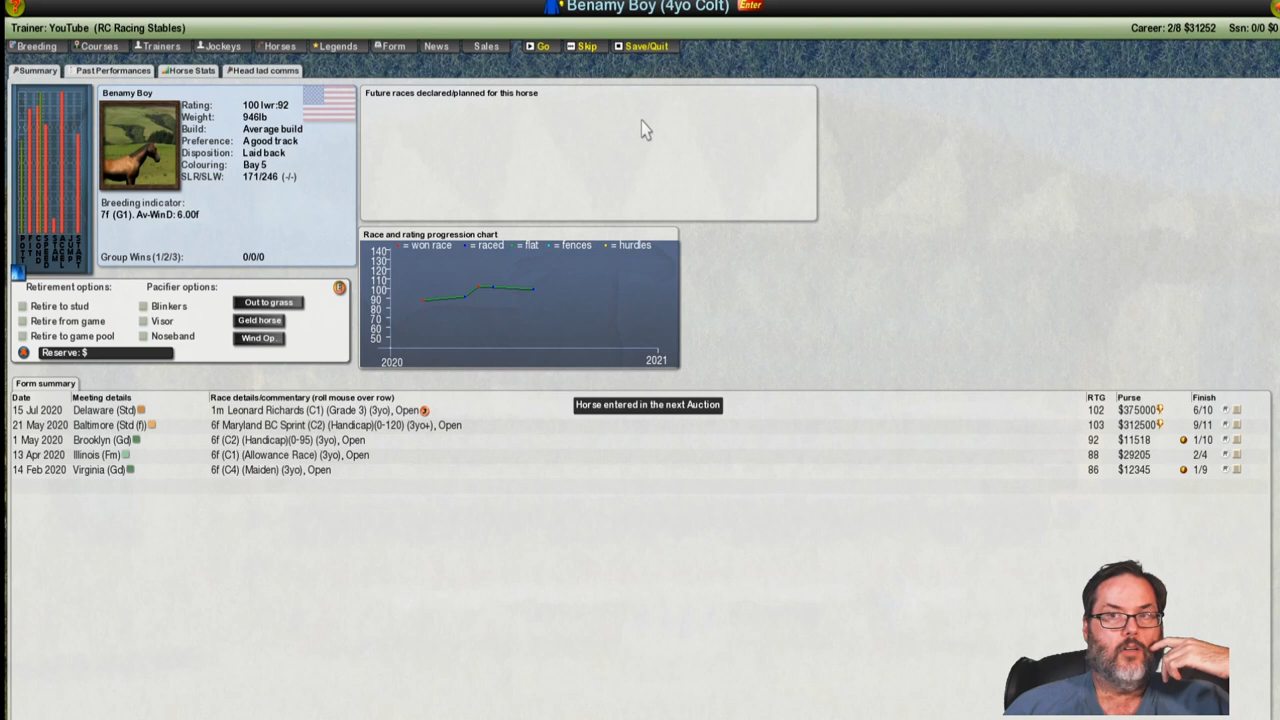 Benamy Boy (4yo Colt) Enter
Trainer: YouTube (RC Racing Stables) Career: 2/8 $31252 Ssn: 0/0 $0
Breeding Courses Trainers Jockeys Horses Legends Form News Sales Go Skip Save/Quit
Summary Past Performances Horse Stats Head lad comms
Benamy Boy
Rating: 100 lwr:92
Weight: 946lb
Build: Average build
Preference: A good track
Disposition: Laid back
Colouring: Bay 5
SLR/SLW: 171/246 (-/-)
Breeding indicator:
7f (G1). Av-WinD: 6.00f
Group Wins (1/2/3): 0/0/0
POTT FIT COND SPEED STAM ACCEL JUMP START
Future races declared/planned for this horse
Race and rating progression chart
= won race = raced = flat = fences = hurdles
140
130
120
110
100
90
80
70
60
50
2020 2021
Retirement options: Pacifier options:
Retire to stud Blinkers Out to grass
Retire from game Visor Geld horse
Retire to game pool Noseband Wind Op.
Reserve: $
Form summary
Date Meeting details Race details/commentary (roll mouse over row) RTG Purse Finish
Horse entered in the next Auction
15 Jul 2020 Delaware (Std) 1m Leonard Richards (C1) (Grade 3) (3yo), Open 102 $375000 6/10
21 May 2020 Baltimore (Std (f)) 6f Maryland BC Sprint (C2) (Handicap)(0-120) (3yo+), Open 103 $312500 9/11
1 May 2020 Brooklyn (Gd) 6f (C2) (Handicap)(0-95) (3yo), Open 92 $11518 1/10
13 Apr 2020 Illinois (Fm) 6f (C1) (Allowance Race) (3yo), Open 88 $29205 2/4
14 Feb 2020 Virginia (Gd) 6f (C4) (Maiden) (3yo), Open 86 $12345 1/9